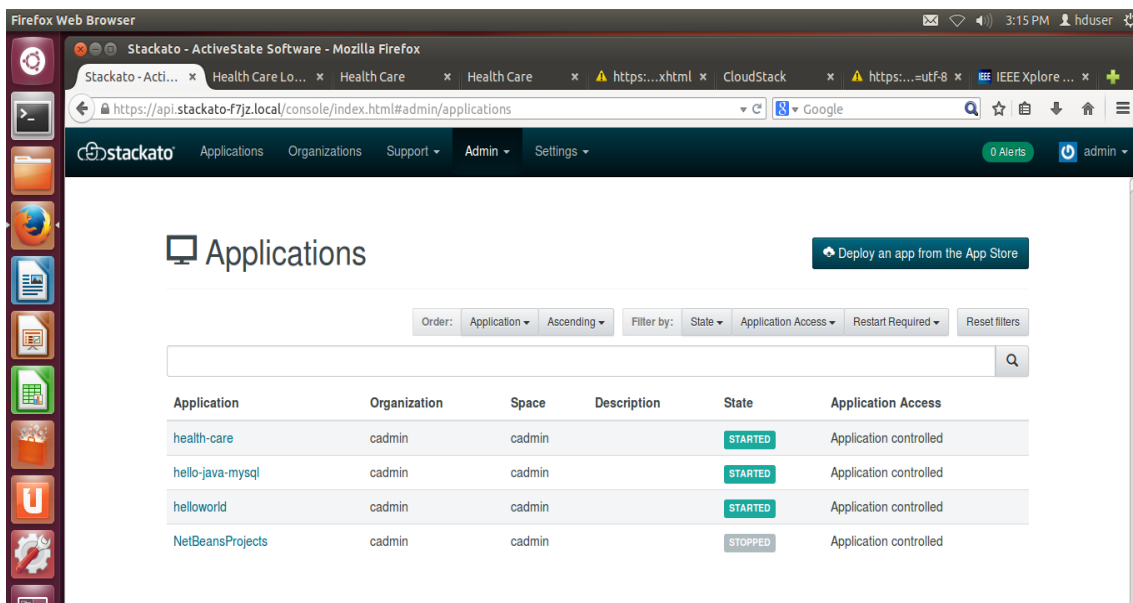 Firefox Web Browser 3:15 PM hduser
Stackato - ActiveState Software - Mozilla Firefox
Stackato - Acti... × Health Care Lo... × Health Care × Health Care × https:...xhtml × CloudStack × https:...=utf-8 × IEEE IEEE Xplore ... ×
https://api.stackato-f7jz.local/console/index.html#admin/applications 8 Google
stackato Applications Organizations Support Admin Settings 0 Alerts admin
Applications
Deploy an app from the App Store
Order: Application Ascending Filter by: State Application Access Restart Required Reset filters
Application Organization Space Description State Application Access
health-care cadmin cadmin STARTED Application controlled
hello-java-mysql cadmin cadmin STARTED Application controlled
helloworld cadmin cadmin STARTED Application controlled
NetBeansProjects cadmin cadmin STOPPED Application controlled